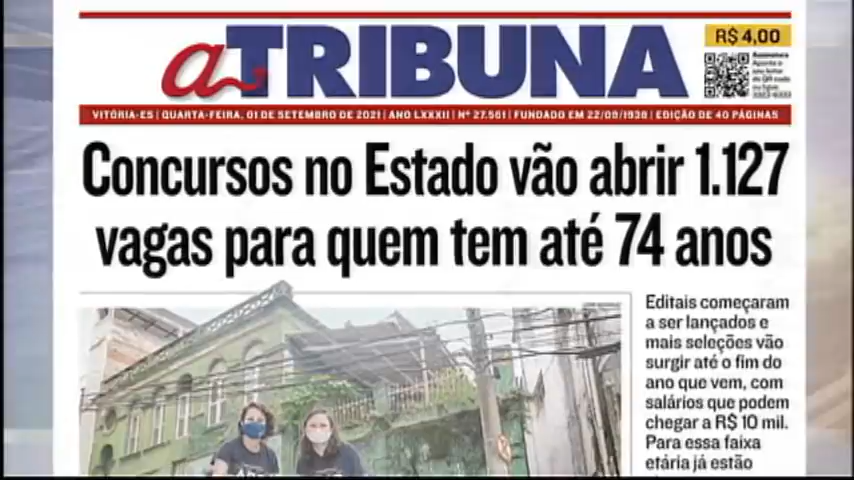 a TRIBUNA
R$ 4,00
Assinatura
VITÓRIA-ES | QUARTA-FEIRA, 01 DE SETEMBRO DE 2021 | ANO LXXXII | Nº 27.561 | FUNDADO EM 22/09/1938 | EDIÇÃO DE 40 PÁGINAS
Concursos no Estado vão abrir 1.127
vagas para quem tem até 74 anos
Editais começaram
a ser lançados e
mais seleções vão
surgir até o fim do
ano que vem, com
salários que podem
chegar a R$ 10 mil.
Para essa faixa
etária já estão